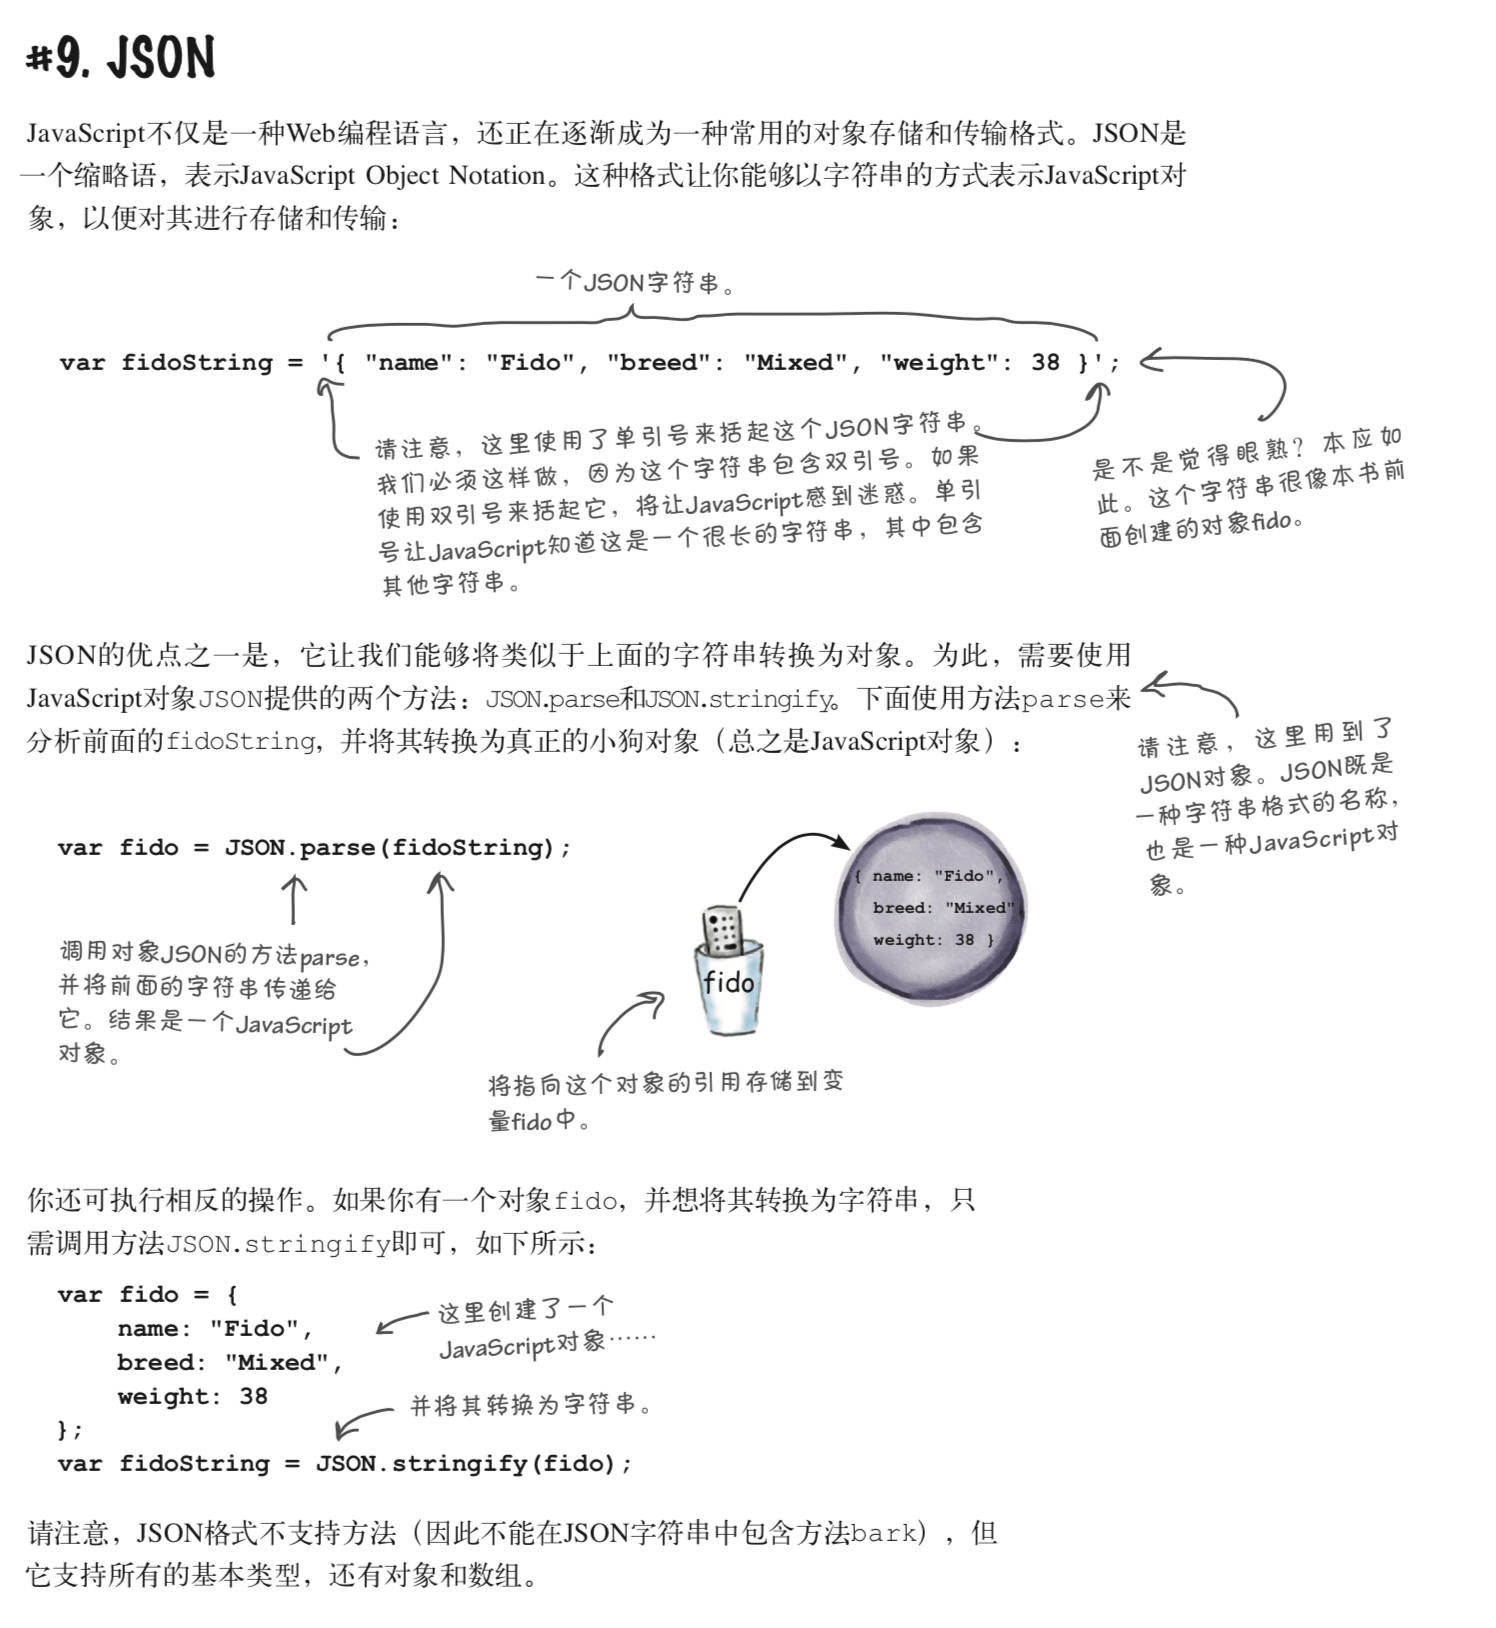 #9. JSON
JavaScript不仅是一种Web编程语言，还正在逐渐成为一种常用的对象存储和传输格式。JSON是
一个缩略语，表示JavaScript Object Notation。这种格式让你能够以字符串的方式表示JavaScript对
象，以便对其进行存储和传输：
一个JSON字符串。
var fidoString = '{ "name": "Fido", "breed": "Mixed", "weight": 38 }';
请注意，这里使用了单引号来括起这个JSON字符串。
我们必须这样做，因为这个字符串包含双引号。如果
使用双引号来括起它，将让JavaScript感到迷惑。单引
号让JavaScript知道这是一个很长的字符串，其中包含
其他字符串。
是不是觉得眼熟？本应如
此。这个字符串很像本书前
面创建的对象fido。
JSON的优点之一是，它让我们能够将类似于上面的字符串转换为对象。为此，需要使用
JavaScript对象JSON提供的两个方法：JSON.parse和JSON.stringify。下面使用方法parse来
分析前面的fidoString，并将其转换为真正的小狗对象（总之是JavaScript对象）：
请注意，这里用到了
JSON对象。JSON既是
一种字符串格式的名称，
也是一种JavaScript对
象。
var fido = JSON.parse(fidoString);
调用对象JSON的方法parse，
并将前面的字符串传递给
它。结果是一个JavaScript
对象。
fido
{ name: "Fido",
breed: "Mixed"
weight: 38 }
将指向这个对象的引用存储到变
量fido中。
你还可执行相反的操作。如果你有一个对象fido，并想将其转换为字符串，只
需调用方法JSON.stringify即可，如下所示：
var fido = {
name: "Fido",
breed: "Mixed",
weight: 38
};
var fidoString = JSON.stringify(fido);
这里创建了一个
JavaScript对象……
并将其转换为字符串。
请注意，JSON格式不支持方法（因此不能在JSON字符串中包含方法bark），但
它支持所有的基本类型，还有对象和数组。